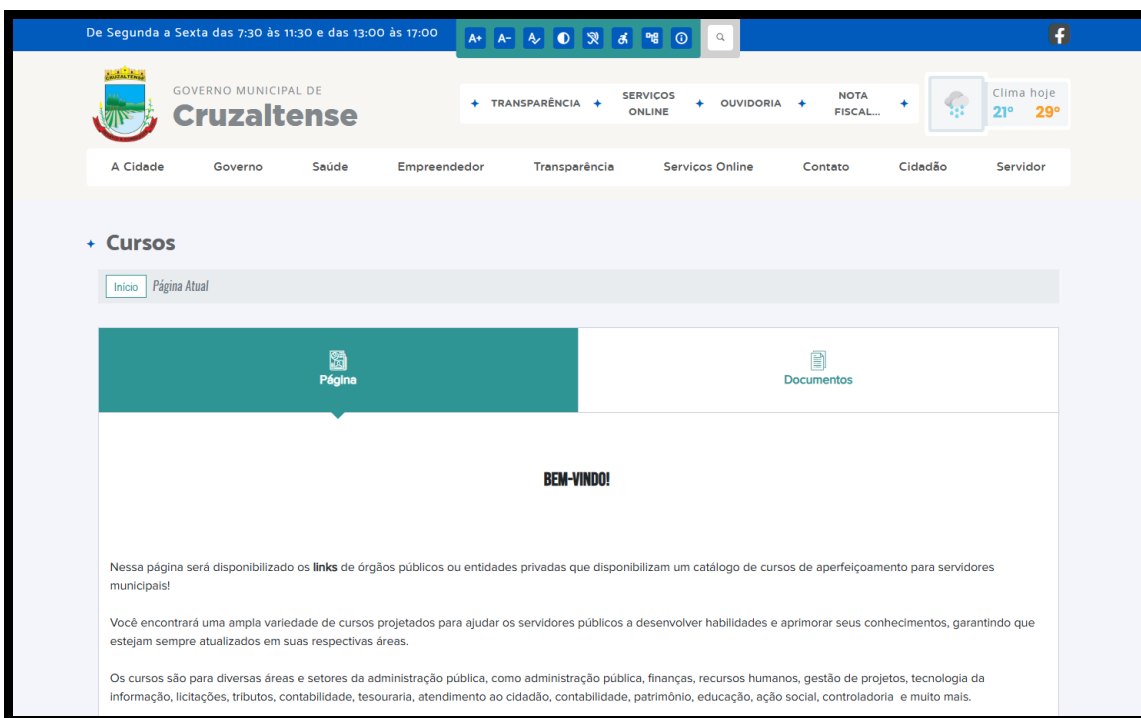 De Segunda a Sexta das 7:30 às 11:30 e das 13:00 às 17:00
A+ A-
CRUZALTENSE
GOVERNO MUNICIPAL DE
Cruzaltense
TRANSPARÊNCIA
SERVIÇOS
ONLINE
OUVIDORIA
NOTA
FISCAL...
Clima hoje
21° 29°
A Cidade Governo Saúde Empreendedor Transparência Serviços Online Contato Cidadão Servidor
Cursos
Início Página Atual
Página
Documentos
BEM-VINDO!
Nessa página será disponibilizado os links de órgãos públicos ou entidades privadas que disponibilizam um catálogo de cursos de aperfeiçoamento para servidores
municipais!
Você encontrará uma ampla variedade de cursos projetados para ajudar os servidores públicos a desenvolver habilidades e aprimorar seus conhecimentos, garantindo que
estejam sempre atualizados em suas respectivas áreas.
Os cursos são para diversas áreas e setores da administração pública, como administração pública, finanças, recursos humanos, gestão de projetos, tecnologia da
informação, licitações, tributos, contabilidade, tesouraria, atendimento ao cidadão, contabilidade, patrimônio, educação, ação social, controladoria e muito mais.